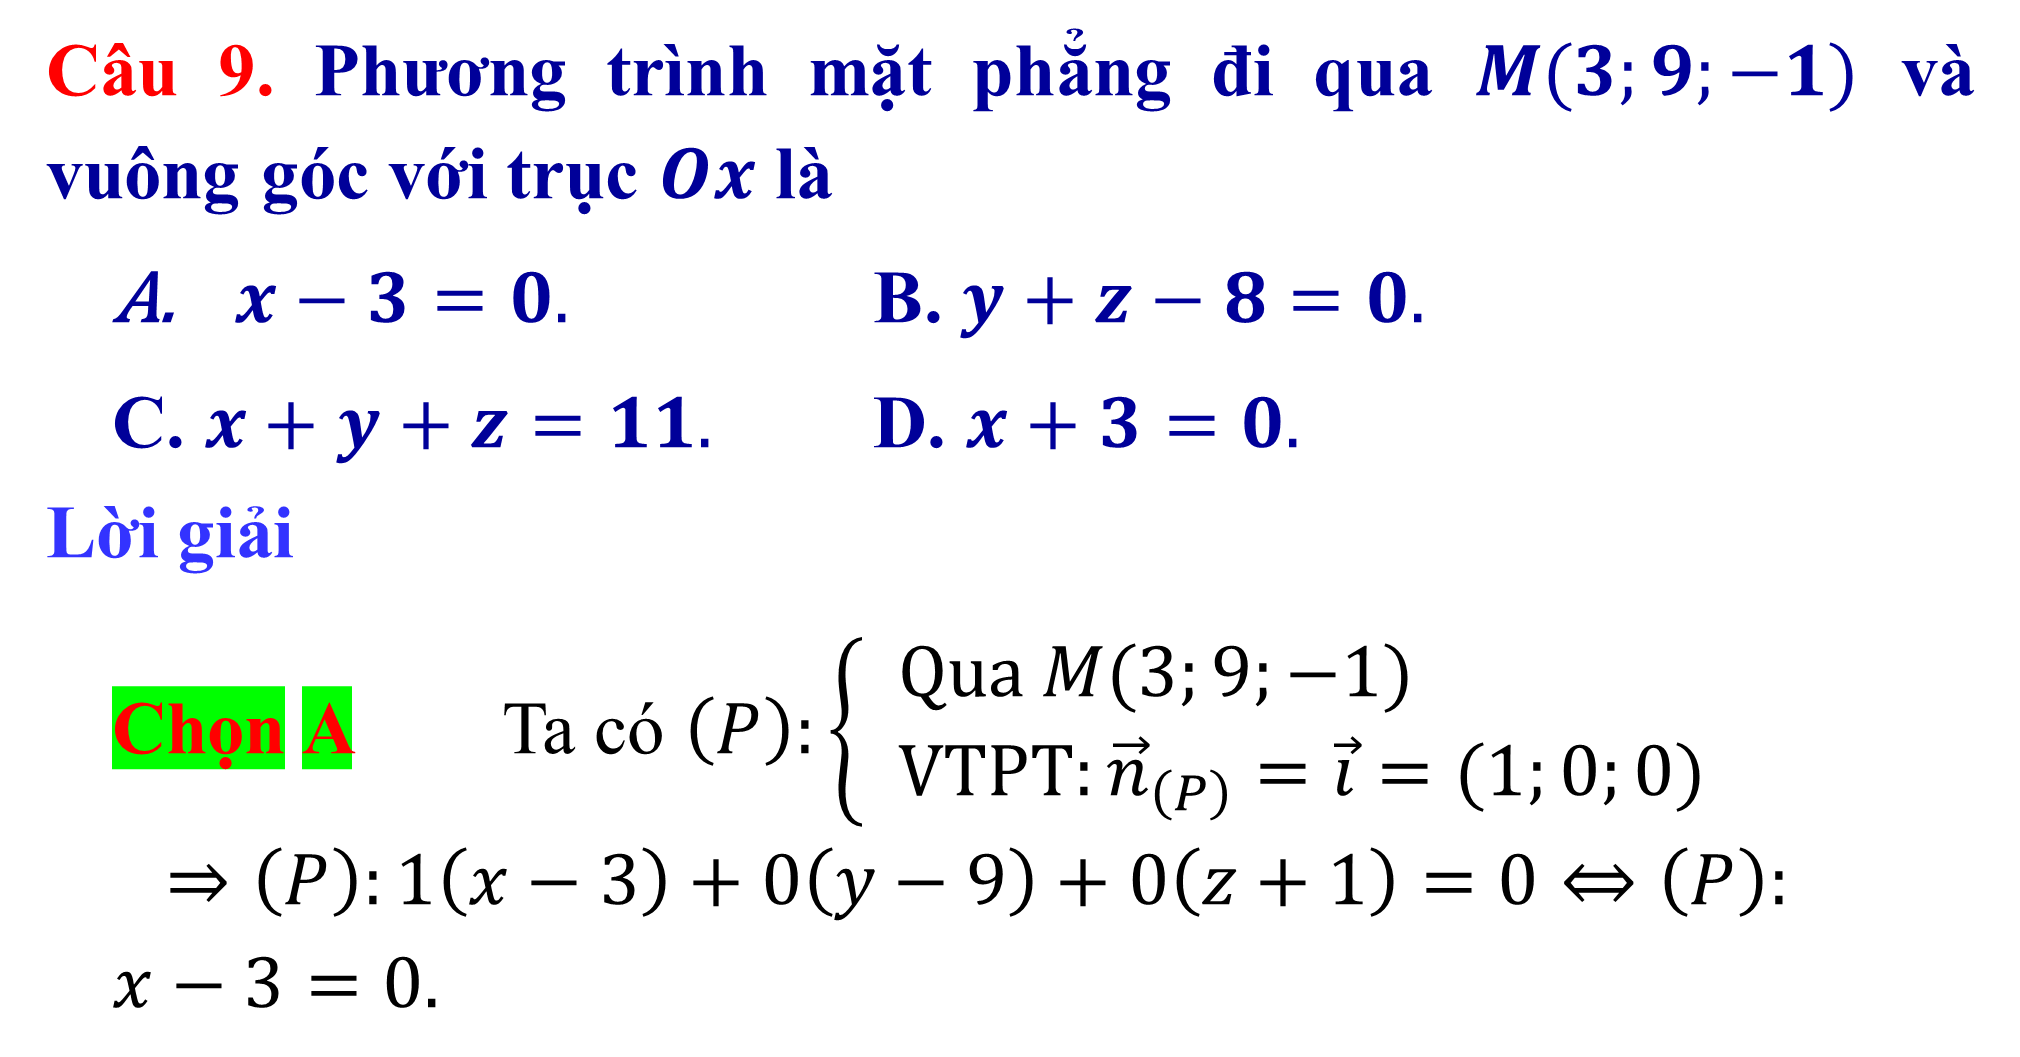 Câu 9. Phương trình mặt phẳng đi qua M(3; 9; −1) và
vuông góc với trục Ox là
A. x − 3 = 0.
B. y + z − 8 = 0.
C. x + y + z = 11.
D. x + 3 = 0.
Lời giải
Chọn A Ta có (P): { Qua M(3; 9; −1)
VTPT: n⃗₍P₎ = i⃗ = (1; 0; 0)
⇒ (P): 1(x − 3) + 0(y − 9) + 0(z + 1) = 0 ⇔ (P):
x − 3 = 0.